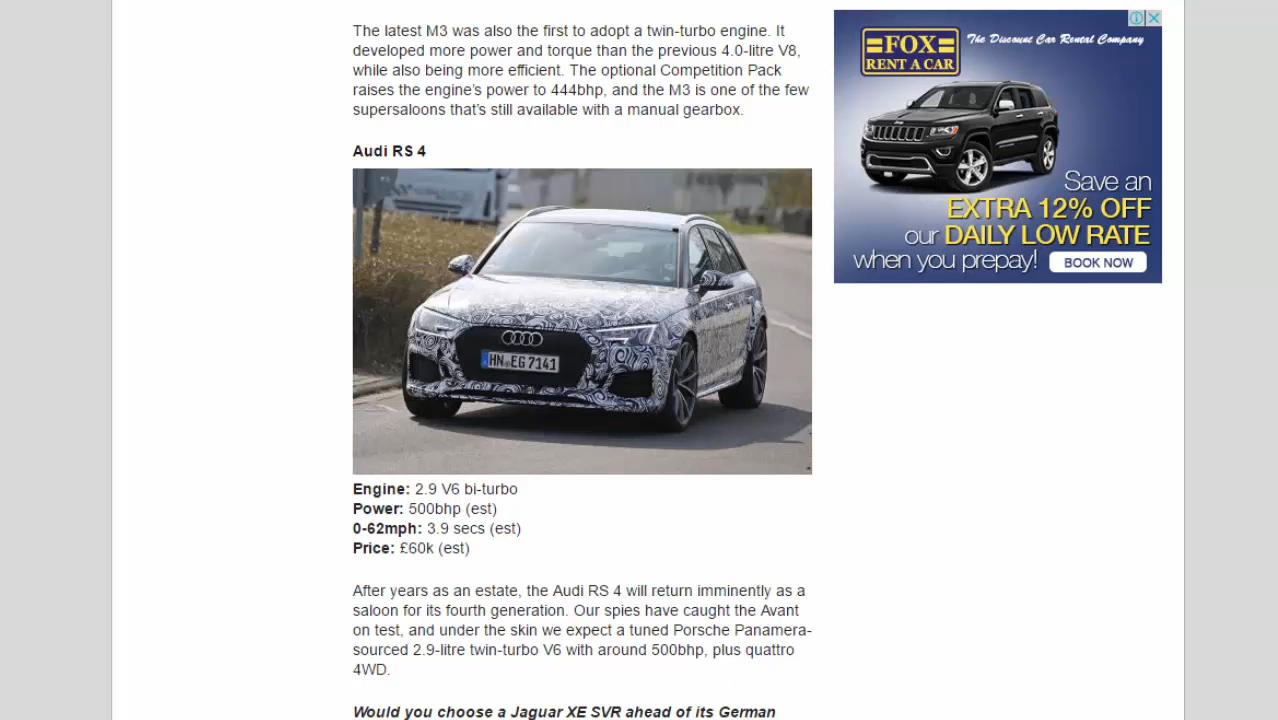 The latest M3 was also the first to adopt a twin-turbo engine. It
developed more power and torque than the previous 4.0-litre V8,
while also being more efficient. The optional Competition Pack
raises the engine's power to 444bhp, and the M3 is one of the few
supersaloons that's still available with a manual gearbox.
Audi RS 4
HN EG 7141
Engine: 2.9 V6 bi-turbo
Power: 500bhp (est)
0-62mph: 3.9 secs (est)
Price: £60k (est)
After years as an estate, the Audi RS 4 will return imminently as a
saloon for its fourth generation. Our spies have caught the Avant
on test, and under the skin we expect a tuned Porsche Panamera-
sourced 2.9-litre twin-turbo V6 with around 500bhp, plus quattro
4WD.
Would you choose a Jaguar XE SVR ahead of its German
FOX
RENT A CAR
The Discount Car Rental Company
Save an
EXTRA 12% OFF
our DAILY LOW RATE
when you prepay! BOOK NOW